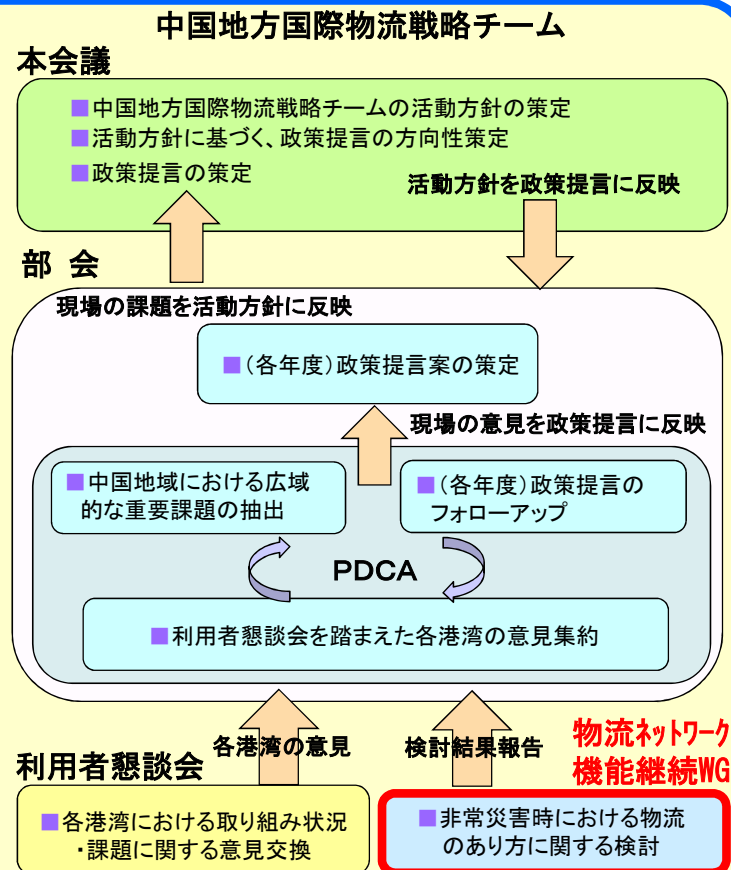 中国地方国際物流戦略チーム
本会議
■中国地方国際物流戦略チームの活動方針の策定
■活動方針に基づく、政策提言の方向性策定
■政策提言の策定
活動方針を政策提言に反映
部 会
現場の課題を活動方針に反映
■(各年度)政策提言案の策定
現場の意見を政策提言に反映
■中国地域における広域
的な重要課題の抽出
■(各年度)政策提言の
フォローアップ
PDCA
■利用者懇談会を踏まえた各港湾の意見集約
各港湾の意見
検討結果報告
物流ネットワーク
機能継続WG
利用者懇談会
■各港湾における取り組み状況
・課題に関する意見交換
■非常災害時における物流
のあり方に関する検討